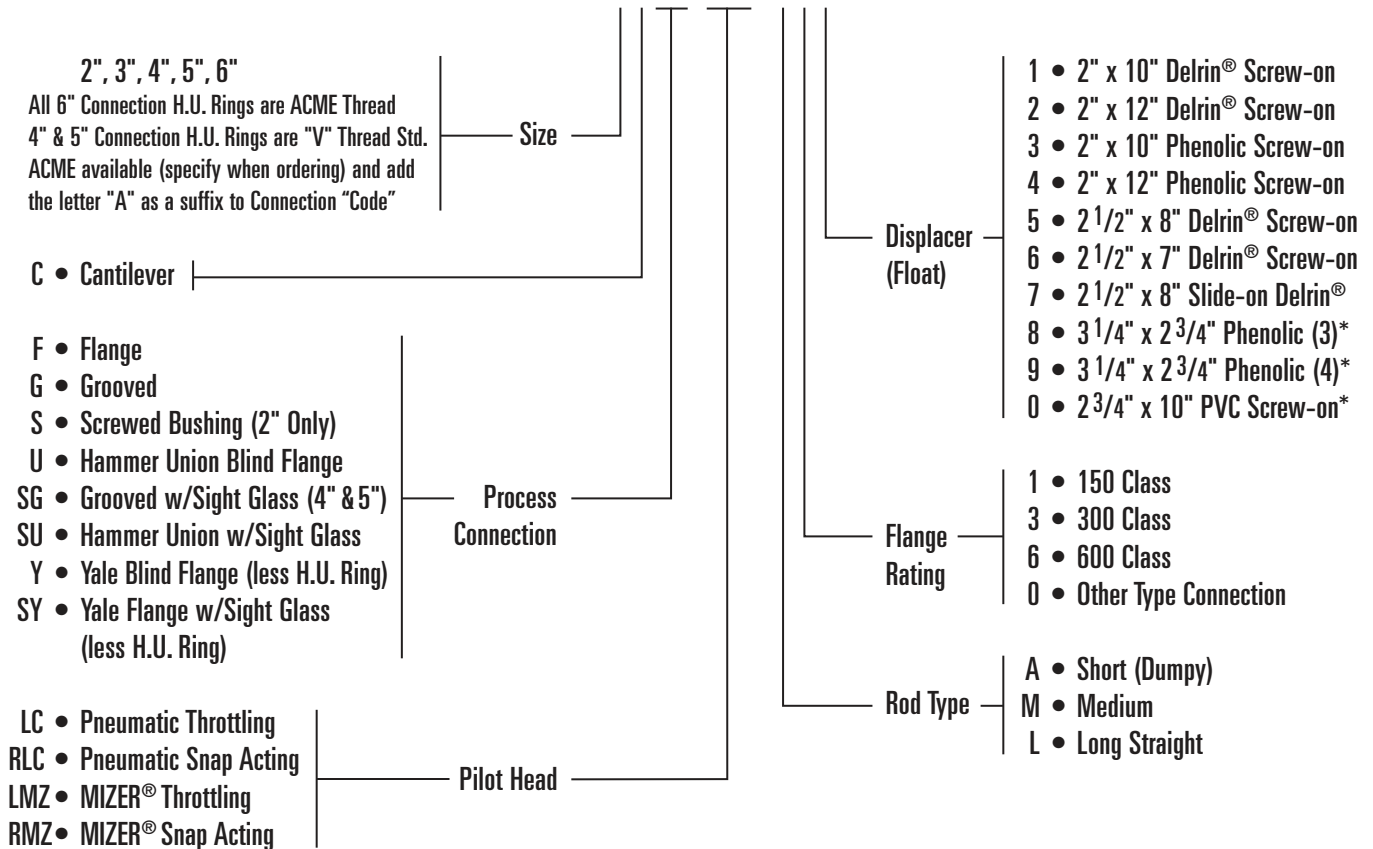 2", 3", 4", 5", 6"
All 6" Connection H.U. Rings are ACME Thread
4" & 5" Connection H.U. Rings are "V" Thread Std.
ACME available (specify when ordering) and add
the letter "A" as a suffix to Connection “Code”
Size
C • Cantilever
F • Flange
G • Grooved
S • Screwed Bushing (2" Only)
U • Hammer Union Blind Flange
SG • Grooved w/Sight Glass (4" & 5")
SU • Hammer Union w/Sight Glass
Y • Yale Blind Flange (less H.U. Ring)
SY • Yale Flange w/Sight Glass
(less H.U. Ring)
Process
Connection
LC • Pneumatic Throttling
RLC • Pneumatic Snap Acting
LMZ • MIZER® Throttling
RMZ • MIZER® Snap Acting
Pilot Head
Displacer
(Float)
1 • 2" x 10" Delrin® Screw-on
2 • 2" x 12" Delrin® Screw-on
3 • 2" x 10" Phenolic Screw-on
4 • 2" x 12" Phenolic Screw-on
5 • 2 1/2" x 8" Delrin® Screw-on
6 • 2 1/2" x 7" Delrin® Screw-on
7 • 2 1/2" x 8" Slide-on Delrin®
8 • 3 1/4" x 2 3/4" Phenolic (3)*
9 • 3 1/4" x 2 3/4" Phenolic (4)*
0 • 2 3/4" x 10" PVC Screw-on*
Flange
Rating
1 • 150 Class
3 • 300 Class
6 • 600 Class
0 • Other Type Connection
Rod Type
A • Short (Dumpy)
M • Medium
L • Long Straight